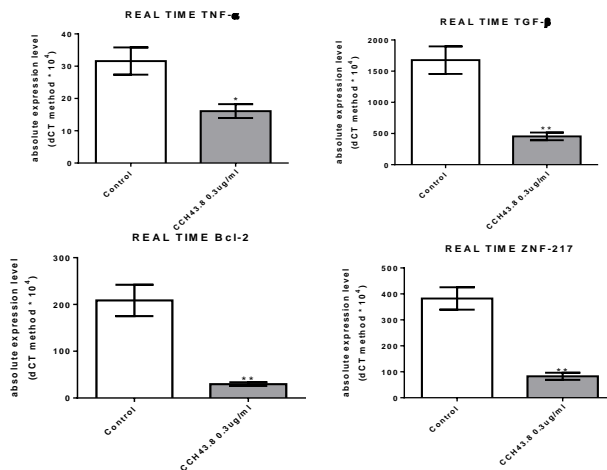 REAL TIME TNF-α
absolute expression level
(dCT method * 10⁴)
40
30
20
10
0
*
Control
CCH43.8 0.3ug/ml
REAL TIME TGF-β
absolute expression level
(dCT method * 10⁴)
2000
1500
1000
500
0
**
Control
CCH43.8 0.3ug/ml
REAL TIME Bcl-2
absolute expression level
(dCT method * 10⁴)
300
200
100
0
**
Control
CCH43.8 0.3ug/ml
REAL TIME ZNF-217
absolute expression level
(dCT method * 10⁴)
500
400
300
200
100
0
**
Control
CCH43.8 0.3ug/ml